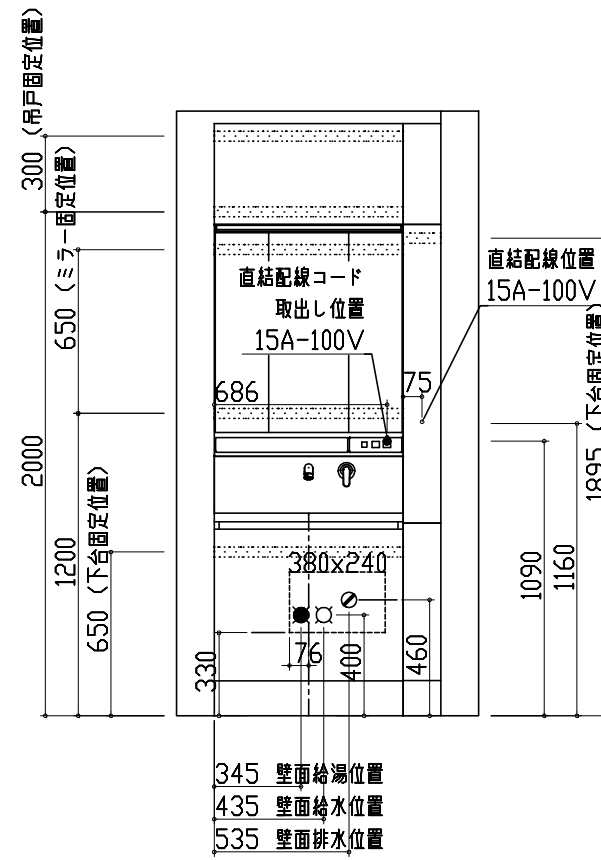 300 (吊戸固定位置)
650 (ミラー固定位置)
2000
1200
650 (下台固定位置)
直結配線コード
取出し位置
15A-100V
686
75
直結配線位置
15A-100V
1895 (下台固定位置)
1090
1160
380x240
330
76
400
460
345 壁面給湯位置
435 壁面給水位置
535 壁面排水位置